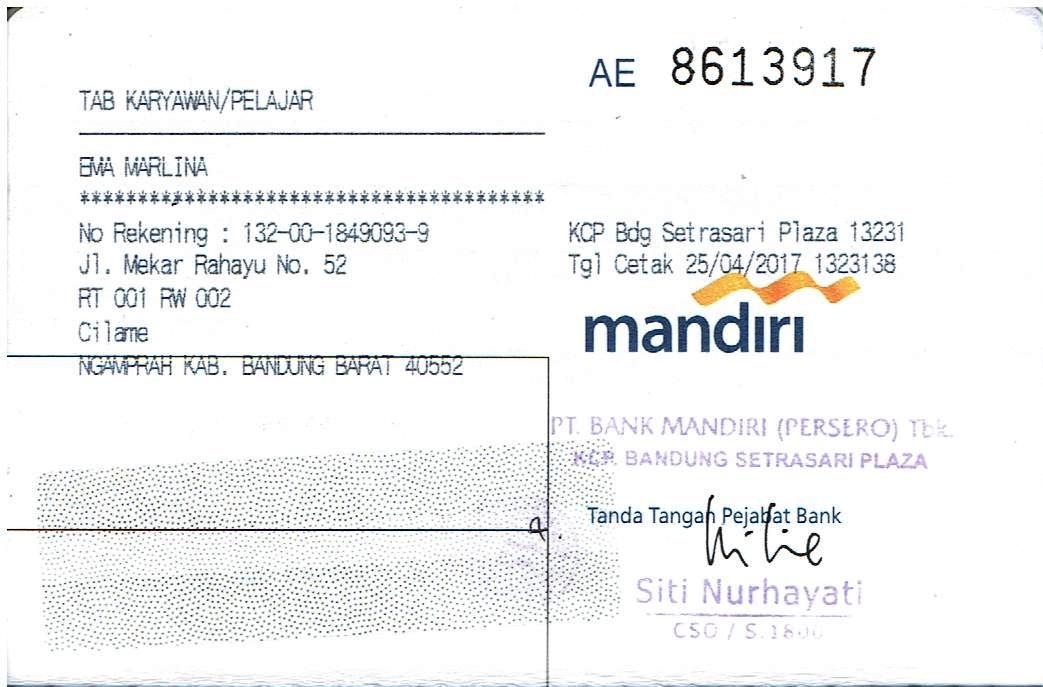 AE 8613917
TAB KARYAWAN/PELAJAR
EMA MARLINA
****************************************
No Rekening : 132-00-1849093-9
Jl. Mekar Rahayu No. 52
RT 001 RW 002
Cilame
NGAMPRAH KAB. BANDUNG BARAT 40552
KCP Bdg Setrasari Plaza 13231
Tgl Cetak 25/04/2017 1323138
mandiri
PT. BANK MANDIRI (PERSERO) Tbk.
KCP. BANDUNG SETRASARI PLAZA
Tanda Tangan Pejabat Bank
Siti Nurhayati
CSO /